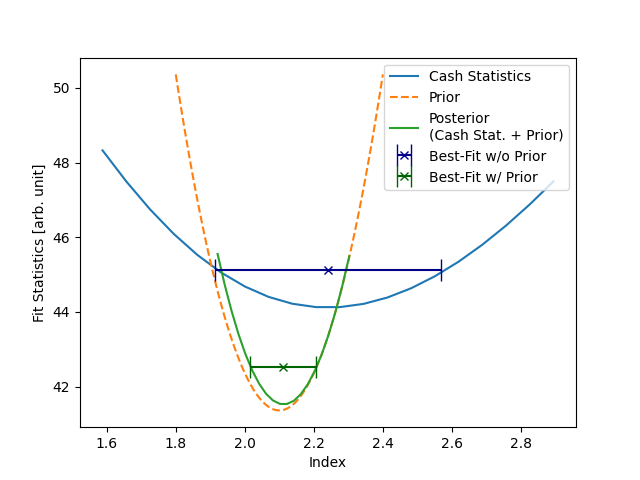 Cash Statistics
Prior
Posterior
(Cash Stat. + Prior)
Best-Fit w/o Prior
Best-Fit w/ Prior
Fit Statistics [arb. unit]
50
48
46
44
42
1.6 1.8 2.0 2.2 2.4 2.6 2.8
Index